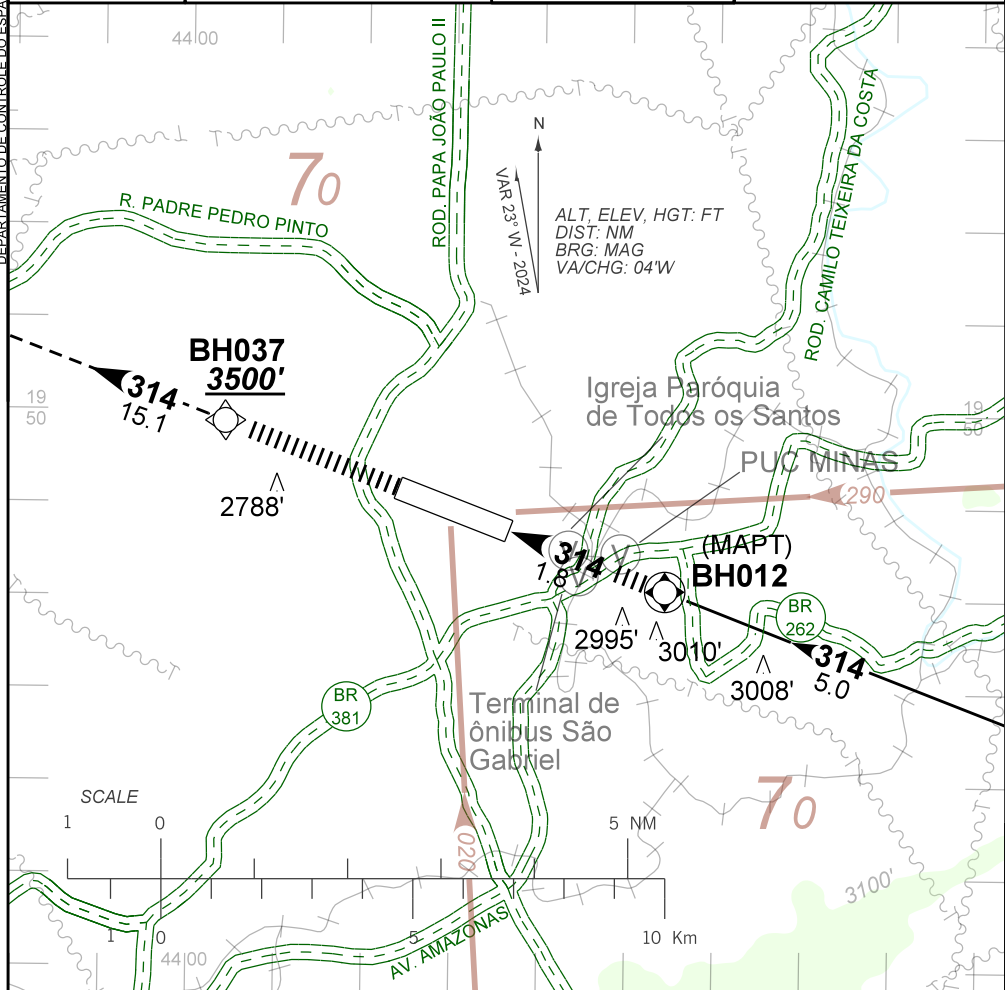 DEPARTAMENTO DE CONTROLE DO ESPA
44 00
ROD. PAPA JOÃO PAULO II
ROD. CAMILO TEIXEIRA DA COSTA
N
VAR 23° W - 2024
70
ALT, ELEV, HGT: FT
DIST: NM
BRG: MAG
VA/CHG: 04'W
R. PADRE PEDRO PINTO
BH037
3500'
314
15.1
19
50
Igreja Paróquia
de Todos os Santos
19
50
PUC MINAS
290
2788'
314
1.8
V
V
(MAPT)
BH012
BR
262
2995'
3010'
314
5.0
3008'
BR
381
Terminal de
ônibus São
Gabriel
70
SCALE
1 0 5 NM
020
3100'
1 0 5 10 Km
AV. AMAZONAS
44 00